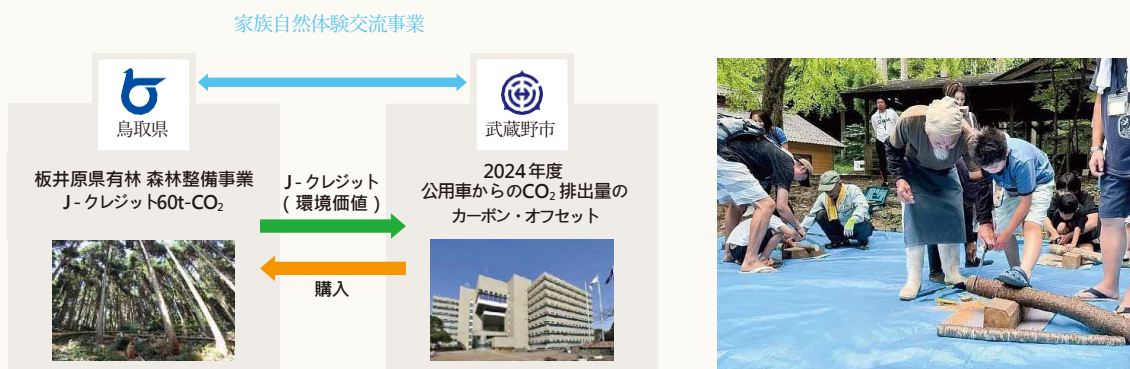 家族自然体験交流事業
鳥取県
武蔵野市
板井原県有林 森林整備事業
J-クレジット60t-CO₂
J-クレジット
(環境価値)
2024年度
公用車からのCO₂排出量の
カーボン・オフセット
購入